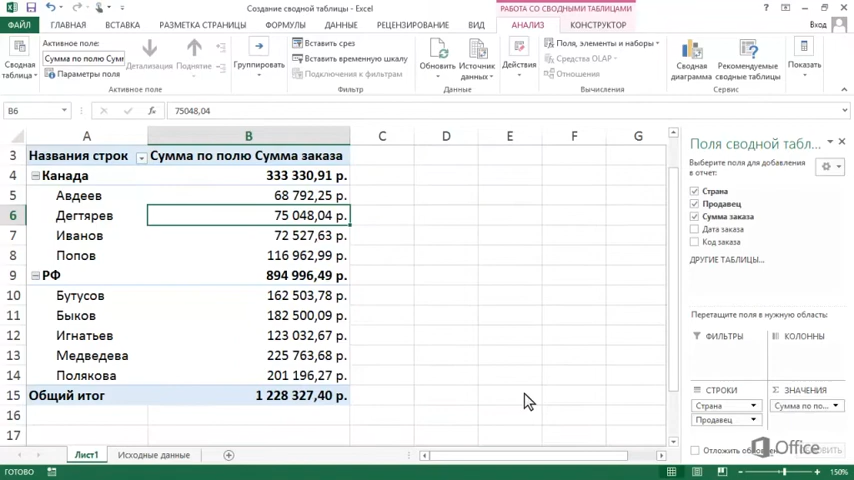 Создание сводной таблицы - Excel
РАБОТА СО СВОДНЫМИ ТАБЛИЦАМИ
ФАЙЛ ГЛАВНАЯ ВСТАВКА РАЗМЕТКА СТРАНИЦЫ ФОРМУЛЫ ДАННЫЕ РЕЦЕНЗИРОВАНИЕ ВИД АНАЛИЗ КОНСТРУКТОР Вход
Сводная таблица
Активное поле:
Сумма по полю Сумм
Параметры поля
Детализация
Поднятие
Активное поле
Группировать
Вставить срез
Вставить временную шкалу
Подключения к фильтрам
Фильтр
Обновить
Источник данных
Данные
Действия
Поля, элементы и наборы
Средства OLAP
Отношения
Вычисления
Сводная диаграмма
Рекомендуемые сводные таблицы
Сервис
Показать
B6 fx 75048,04
A B C D E F G
3 Названия строк Сумма по полю Сумма заказа
4 Канада 333 330,91 р.
5 Авдеев 68 792,25 р.
6 Дегтярев 75 048,04 р.
7 Иванов 72 527,63 р.
8 Попов 116 962,99 р.
9 РФ 894 996,49 р.
10 Бутусов 162 503,78 р.
11 Быков 182 500,09 р.
12 Игнатьев 123 032,67 р.
13 Медведева 225 763,68 р.
14 Полякова 201 196,27 р.
15 Общий итог 1 228 327,40 р.
16
17
Поля сводной табл...
Выберите поля для добавления
в отчет:
Страна
Продавец
Сумма заказа
Дата заказа
Код заказа
ДРУГИЕ ТАБЛИЦЫ...
Перетащите поля в нужную область:
ФИЛЬТРЫ КОЛОННЫ
СТРОКИ Σ ЗНАЧЕНИЯ
Страна Сумма по по...
Продавец
Отложить
Office
Лист1 Исходные данные
ГОТОВО 150%